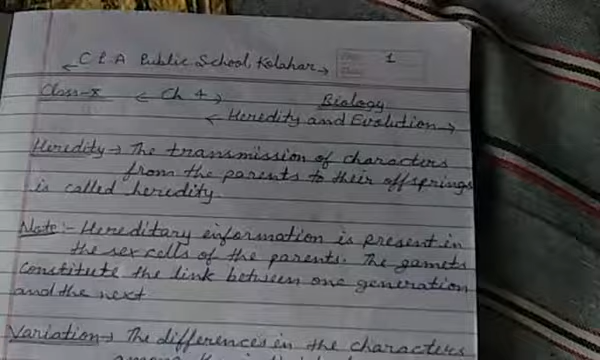 ← C.P.A Public School, Kolahar →
1
Class-X ← Ch 4 → Biology
← Heredity and Evolution →
Heredity → The transmission of characters
from the parents to their offsprings
is called heredity
Note:- Hereditary information is present in
the sex cells of the parents. The gamets
constitute the link between one generation
and the next
Variation → The differences in the characters